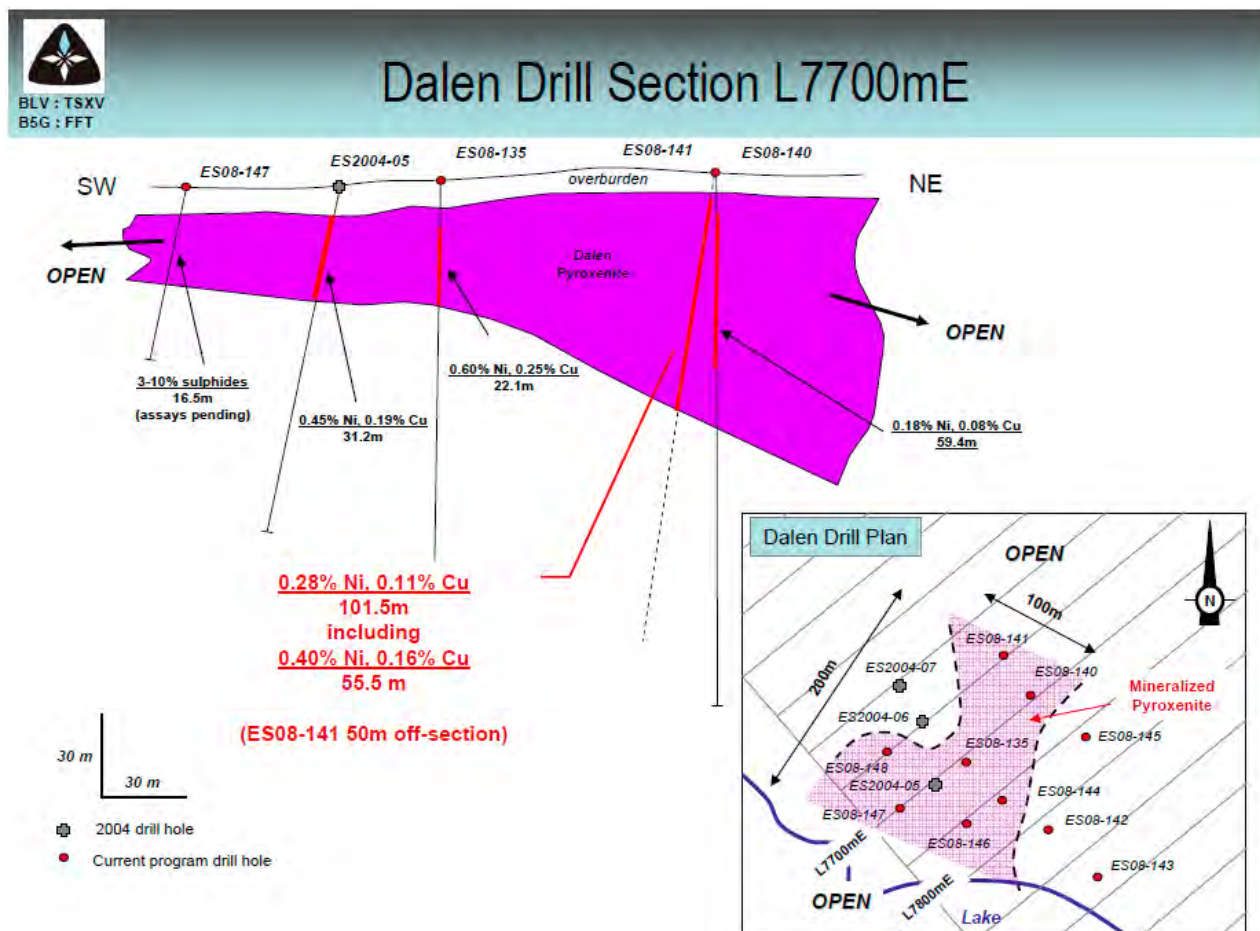 BLV : TSXV
B5G : FFT
Dalen Drill Section L7700mE
SW
ES08-147
ES2004-05
ES08-135
ES08-141
ES08-140
NE
overburden
OPEN
Dalen
Pyroxenite
OPEN
3-10% sulphides
16.5m
(assays pending)
0.45% Ni, 0.19% Cu
31.2m
0.60% Ni, 0.25% Cu
22.1m
0.18% Ni, 0.08% Cu
59.4m
0.28% Ni, 0.11% Cu
101.5m
including
0.40% Ni, 0.16% Cu
55.5 m
(ES08-141 50m off-section)
30 m
30 m
2004 drill hole
Current program drill hole
Dalen Drill Plan
OPEN
N
100m
200m
ES08-141
ES2004-07
ES08-140
Mineralized
Pyroxenite
ES2004-06
ES08-145
ES08-135
ES08-148
ES2004-05
ES08-144
ES08-147
ES08-142
ES08-146
ES08-143
L7700mE
L7800mE
OPEN
Lake